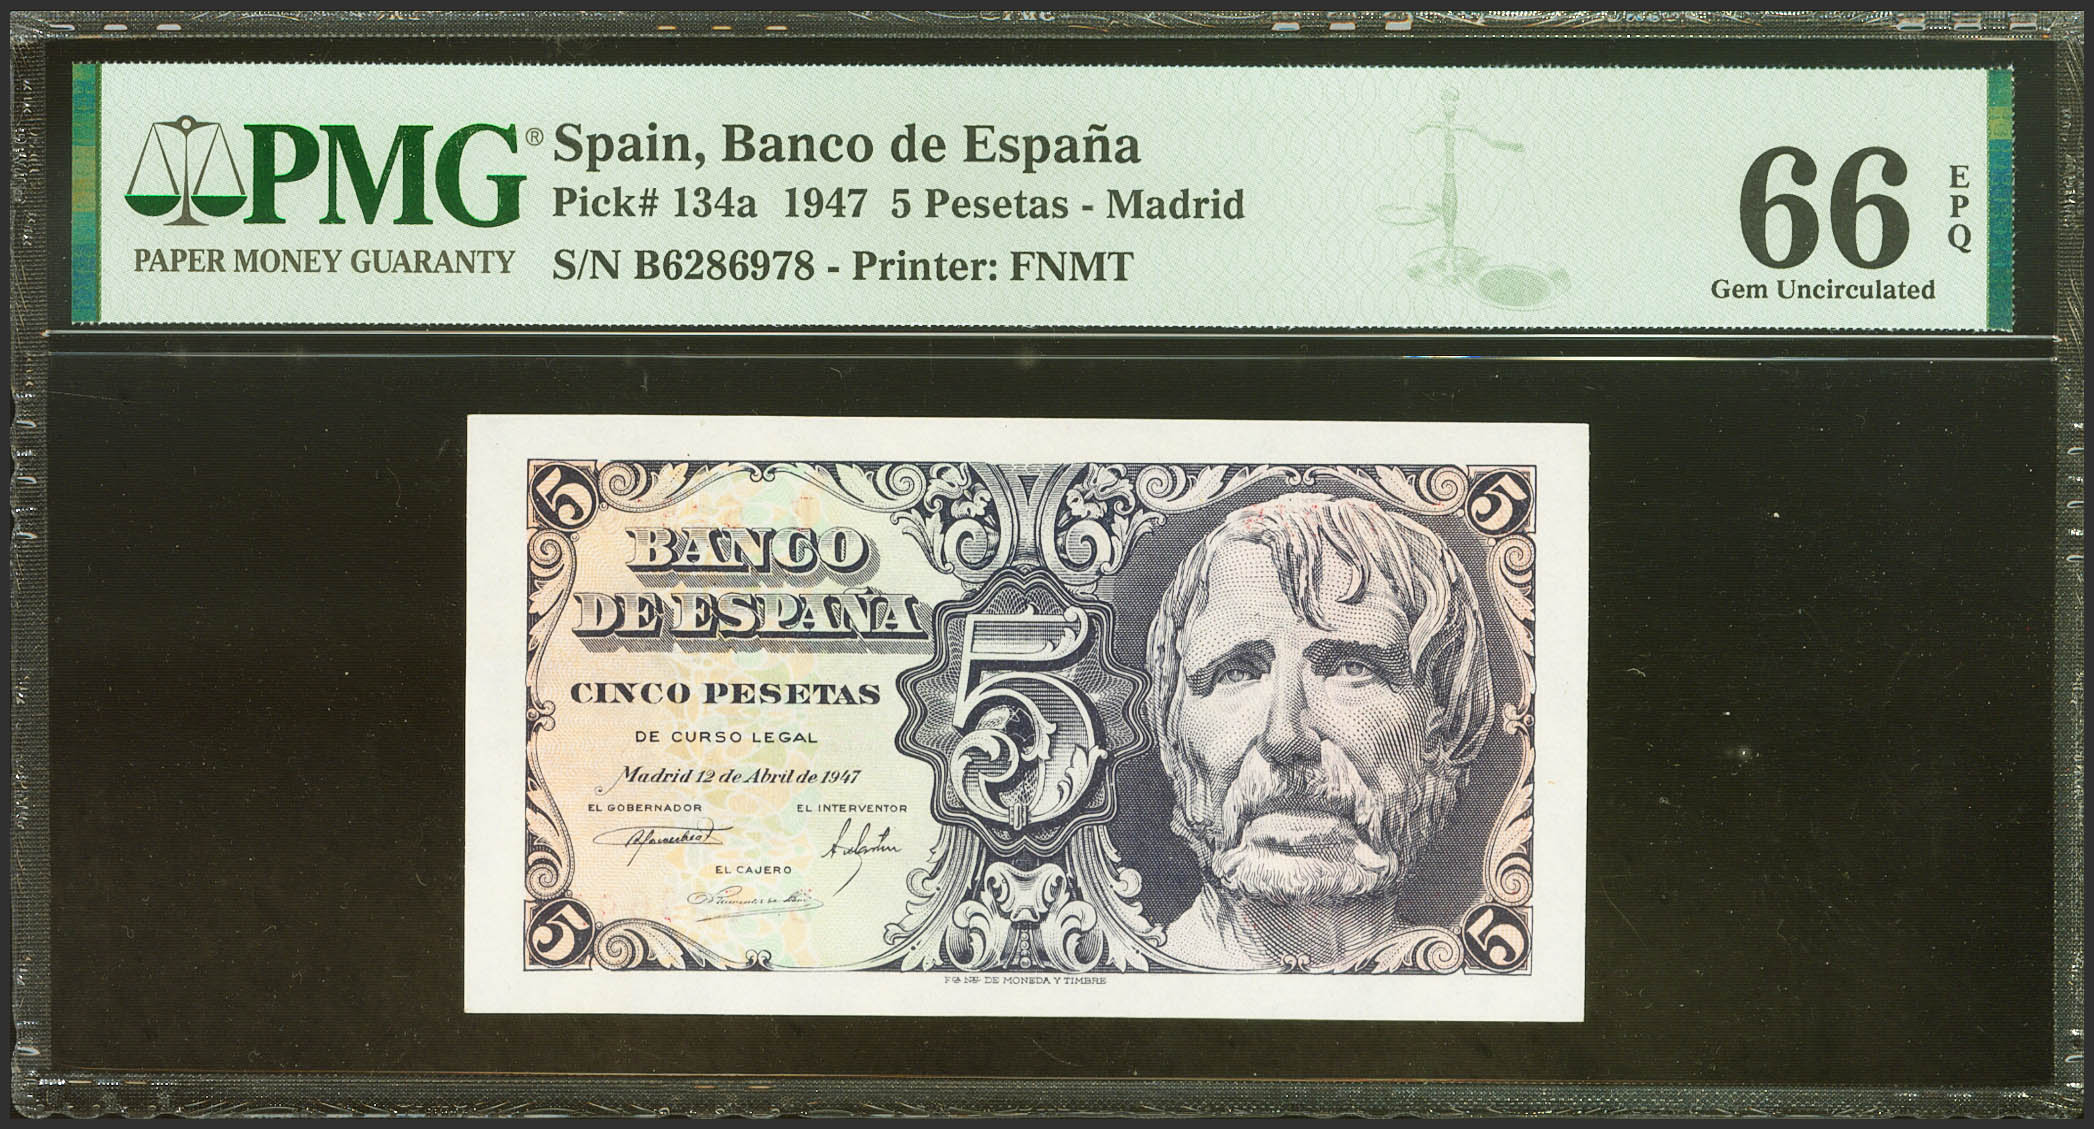 PMG®
PAPER MONEY GUARANTY
Spain, Banco de España
Pick# 134a 1947 5 Pesetas - Madrid
S/N B6286978 - Printer: FNMT
66
EPQ
Gem Uncirculated
5
5
BANCO
DE ESPAÑA
CINCO PESETAS
DE CURSO LEGAL
Madrid 12 de Abril de 1947
EL GOBERNADOR
EL INTERVENTOR
EL CAJERO
5
5
5
DE MONEDA Y TIMBRE